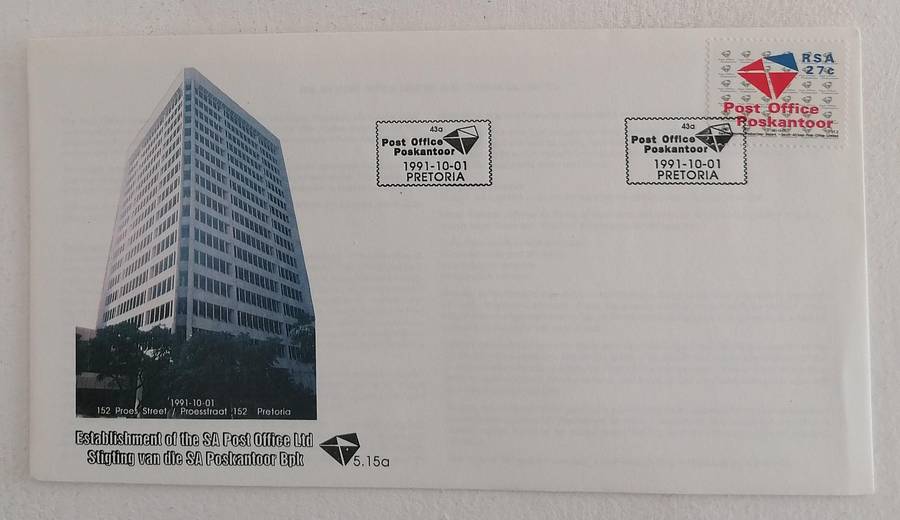 RSA
27c
Post Office
Poskantoor
43a
Post Office
Poskantoor
1991-10-01
PRETORIA
43a
Post Office
Poskantoor
1991-10-01
PRETORIA
1991-10-01
152 Proes Street / Proesstraat 152 Pretoria
Establishment of the SA Post Office Ltd
Stigting van die SA Poskantoor Bpk
5.15a